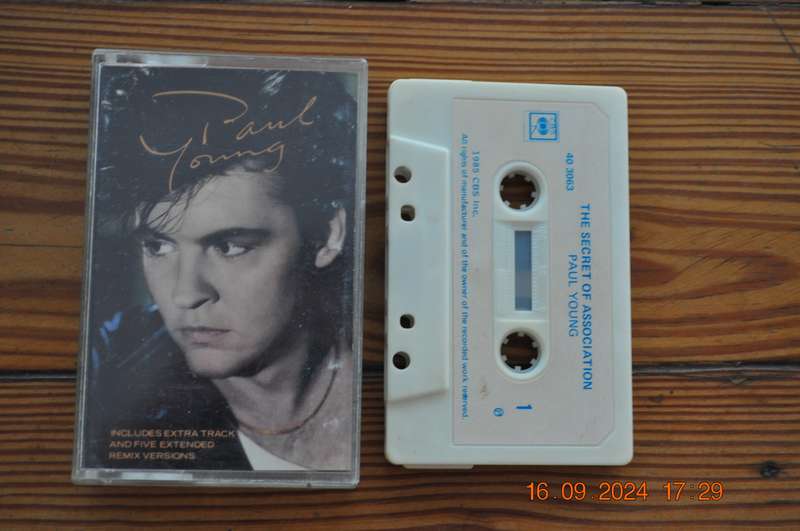 Paul
Young
INCLUDES EXTRA TRACK
AND FIVE EXTENDED
REMIX VERSIONS
CBS
40 3063
THE SECRET OF ASSOCIATION
PAUL YOUNG
1985 CBS Inc.
All rights of manufacturer and of the owner of the recorded work reserved.
1
℗
16.09.2024 17:29